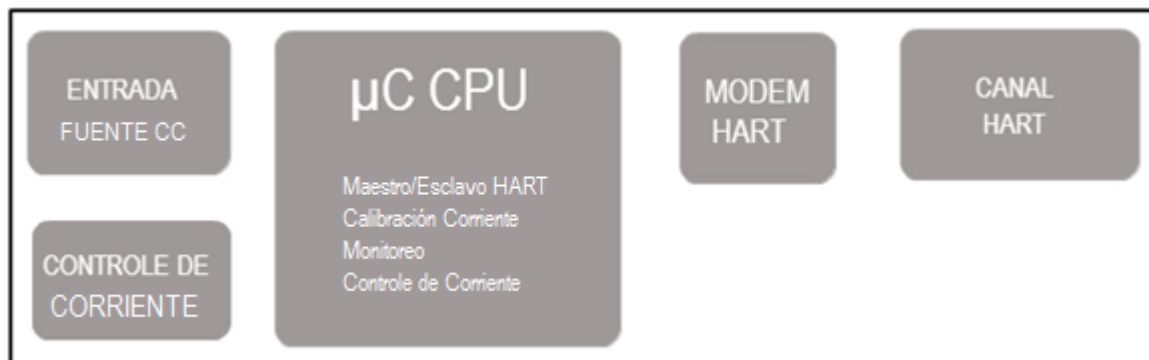 ENTRADA
FUENTE CC
CONTROLE DE
CORRIENTE
µC CPU
Maestro/Esclavo HART
Calibración Corriente
Monitoreo
Controle de Corriente
MODEM
HART
CANAL
HART